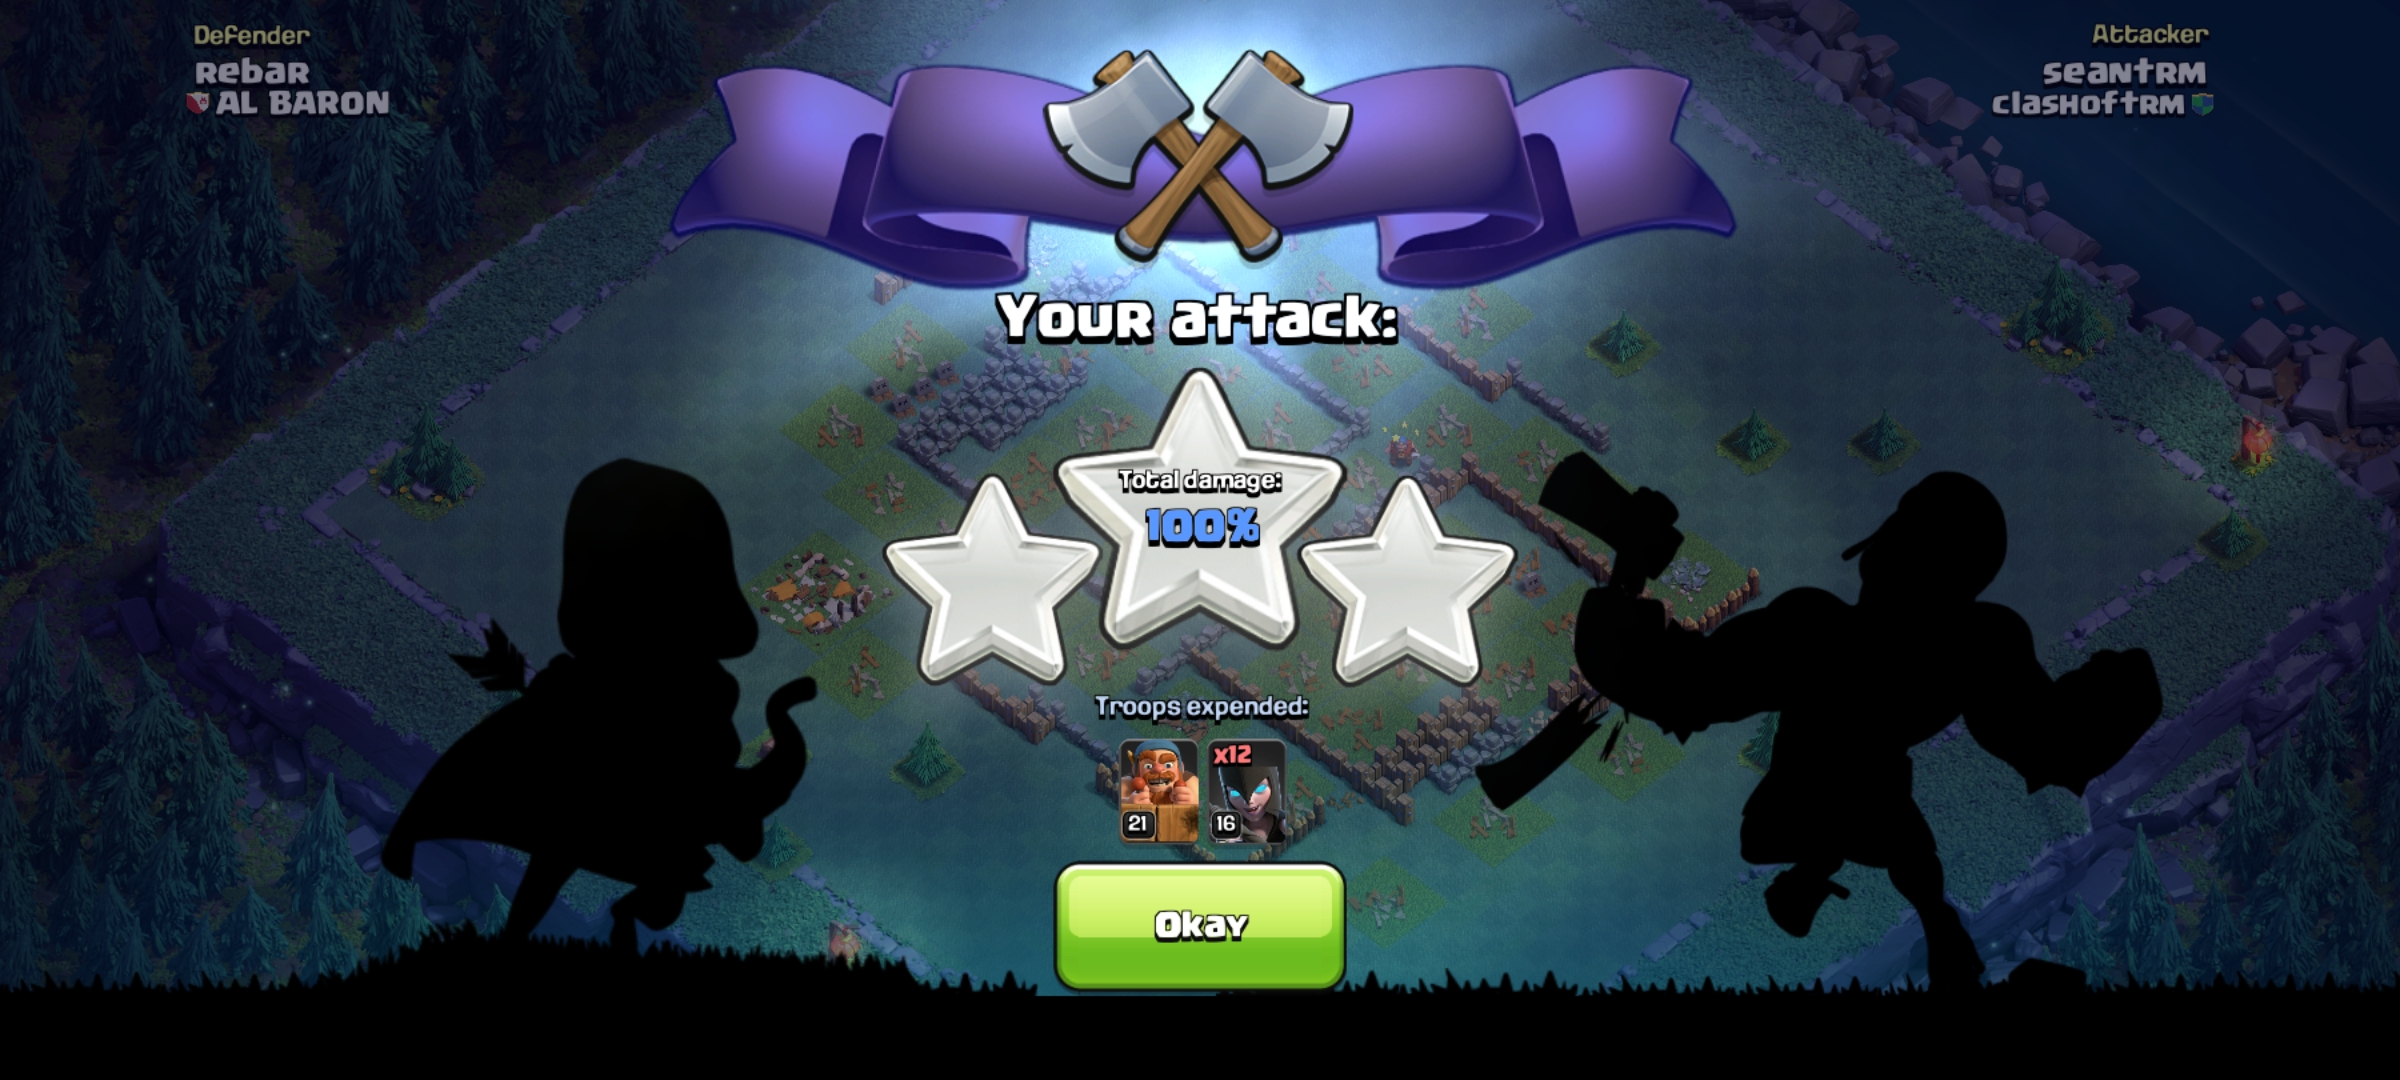 Defender
Rebar
AL BARON
Attacker
seantRM
clashoftRM
Your attack:
Total damage:
100%
Troops expended:
x12
21
16
Okay